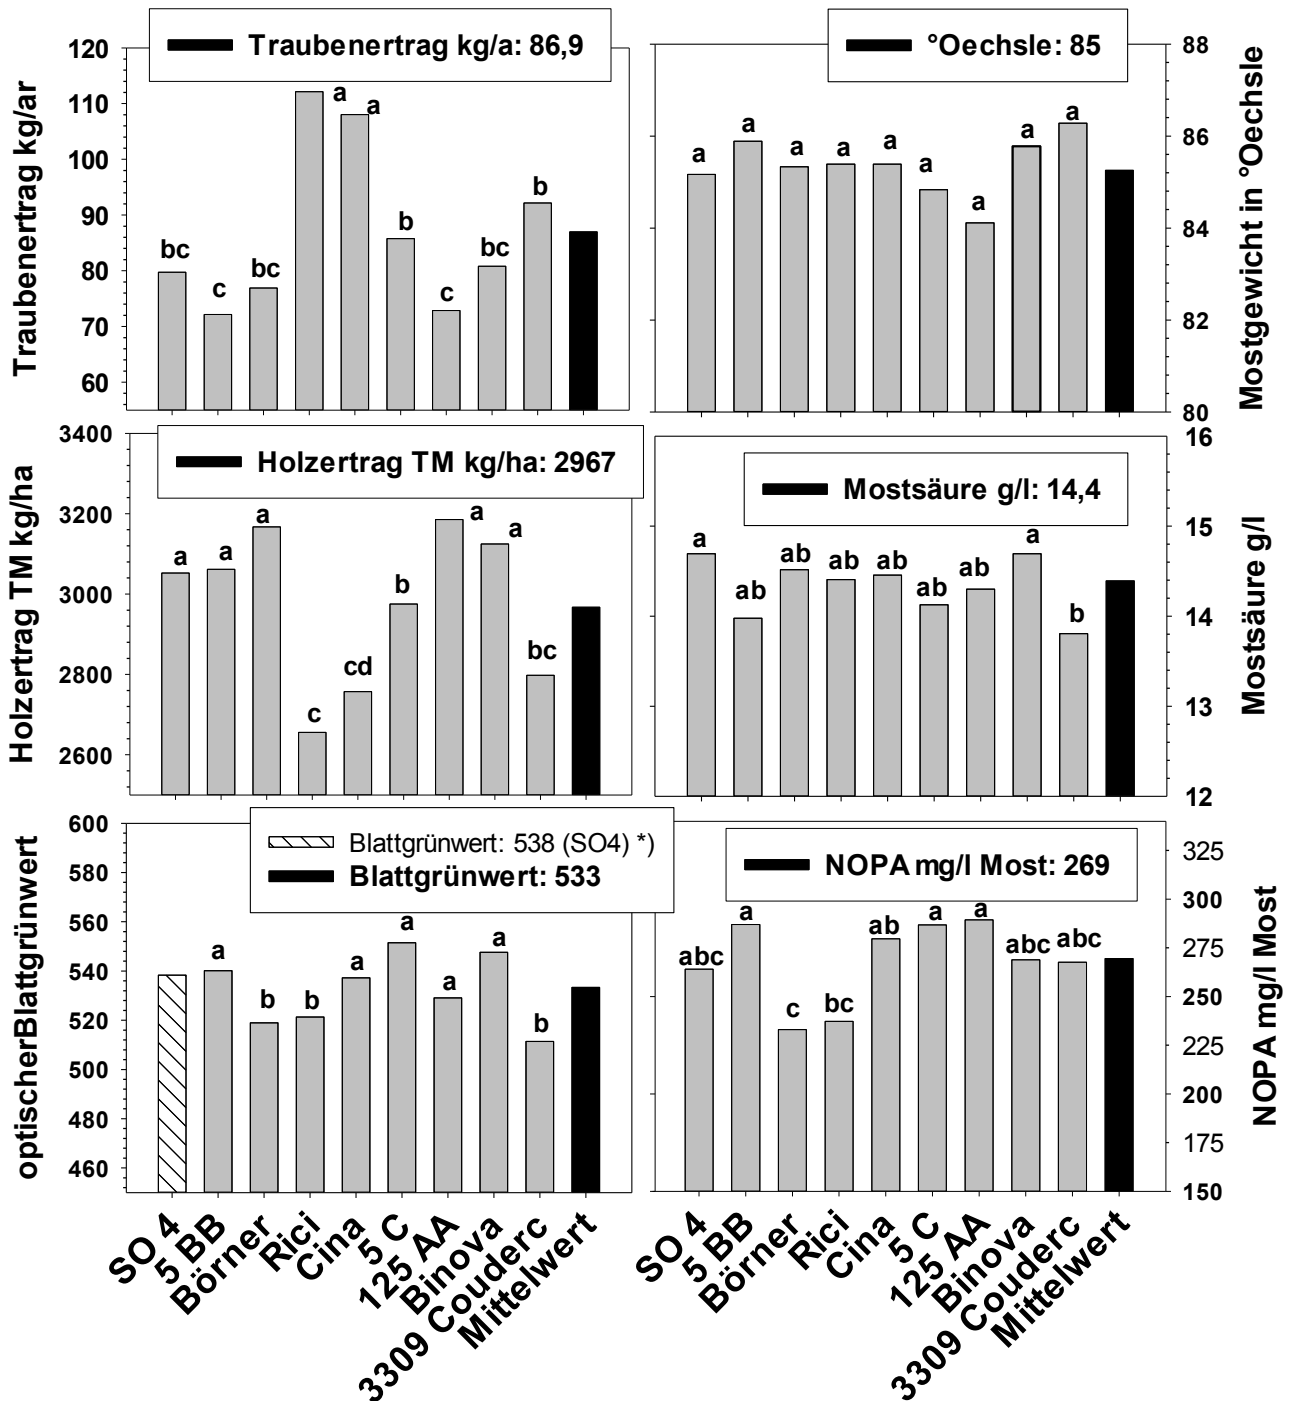 Traubenertrag kg/a: 86,9
Traubenertrag kg/ar
120
110
100
90
80
70
60
bc
c
bc
a
a
b
c
bc
b
°Oechsle: 85
Mostgewicht in °Oechsle
88
86
84
82
80
a
a
a
a
a
a
a
a
a
Holzertrag TM kg/ha: 2967
Holzertrag TM kg/ha
3400
3200
3000
2800
2600
a
a
a
c
cd
b
a
a
bc
Mostsäure g/l: 14,4
Mostsäure g/l
16
15
14
13
12
a
ab
ab
ab
ab
ab
ab
a
b
Blattgrünwert: 538 (SO4) *)
Blattgrünwert: 533
optischerBlattgrünwert
600
580
560
540
520
500
480
460
a
b
b
a
a
a
a
b
NOPA mg/l Most: 269
NOPA mg/l Most
325
300
275
250
225
200
175
150
abc
a
c
bc
ab
a
a
abc
abc
SO 4
5 BB
Börner
Rici
Cina
5 C
125 AA
Binova
3309 Couderc
Mittelwert
SO 4
5 BB
Börner
Rici
Cina
5 C
125 AA
Binova
3309 Couderc
Mittelwert